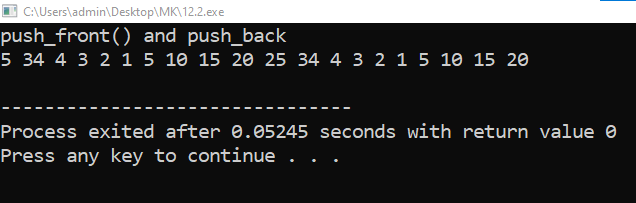 C:\Users\admin\Desktop\MK\12.2.exe
push_front() and push_back
5 34 4 3 2 1 5 10 15 20 25 34 4 3 2 1 5 10 15 20
--------------------------------
Process exited after 0.05245 seconds with return value 0
Press any key to continue . . .